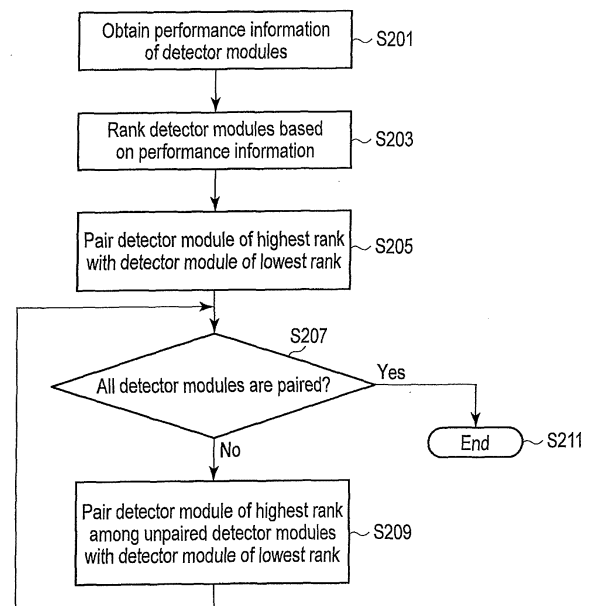 Obtain performance information
of detector modules
S201
Rank detector modules based
on performance information
S203
Pair detector module of highest rank
with detector module of lowest rank
S205
S207
All detector modules are paired?
Yes
End
S211
No
Pair detector module of highest rank
among unpaired detector modules
with detector module of lowest rank
S209